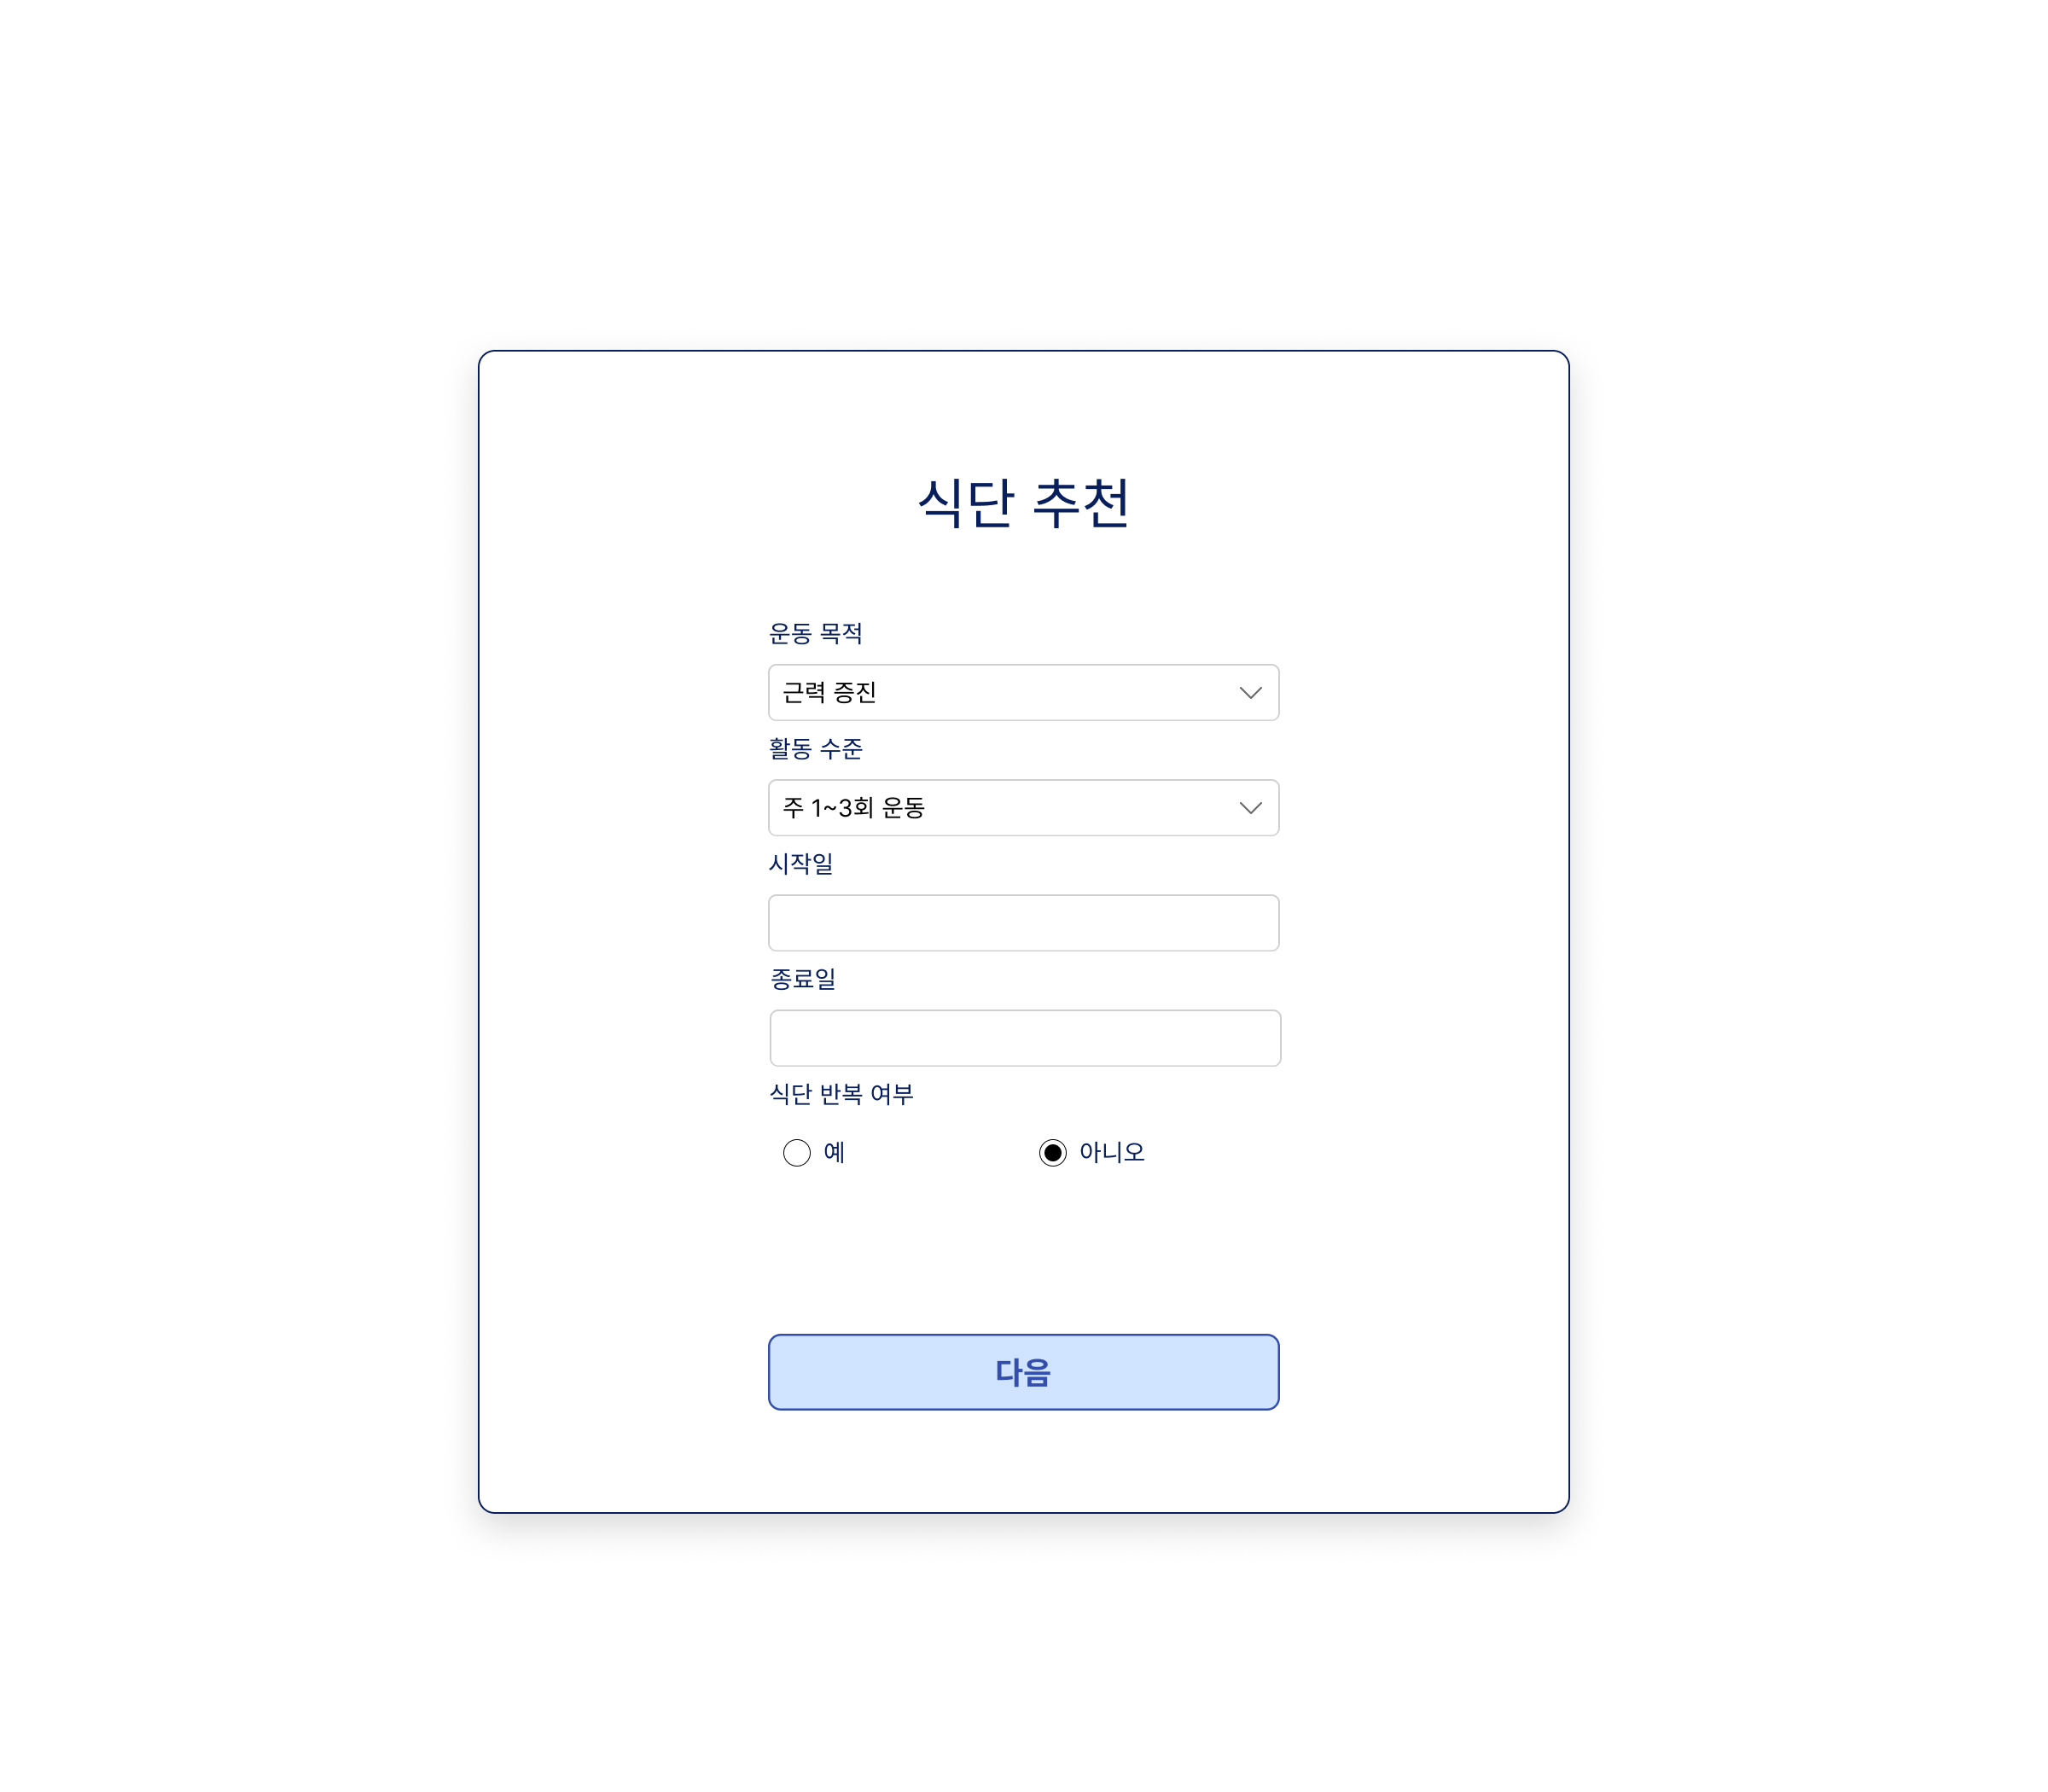 식단 추천
운동 목적
근력 증진
활동 수준
주 1~3회 운동
시작일
종료일
식단 반복 여부
예 아니오
다음